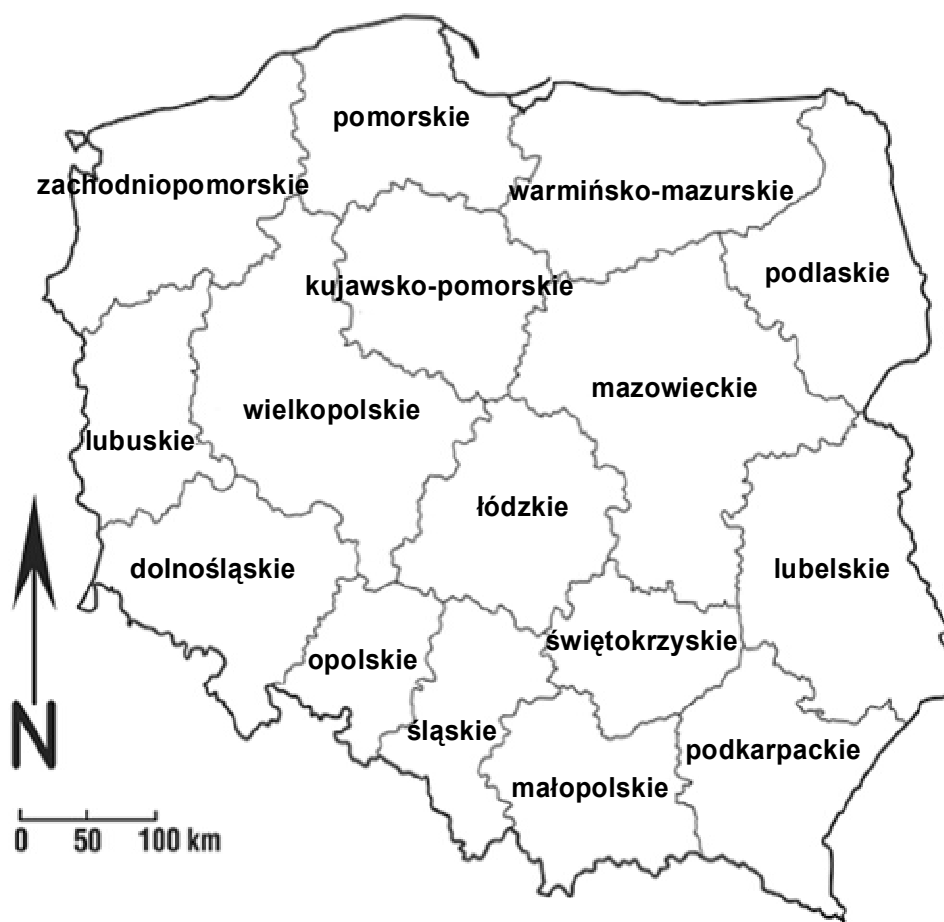 pomorskie
zachodniopomorskie
warmińsko-mazurskie
podlaskie
kujawsko-pomorskie
mazowieckie
wielkopolskie
lubuskie
łódzkie
dolnośląskie
lubelskie
świętokrzyskie
opolskie
śląskie
podkarpackie
małopolskie
N
0 50 100 km